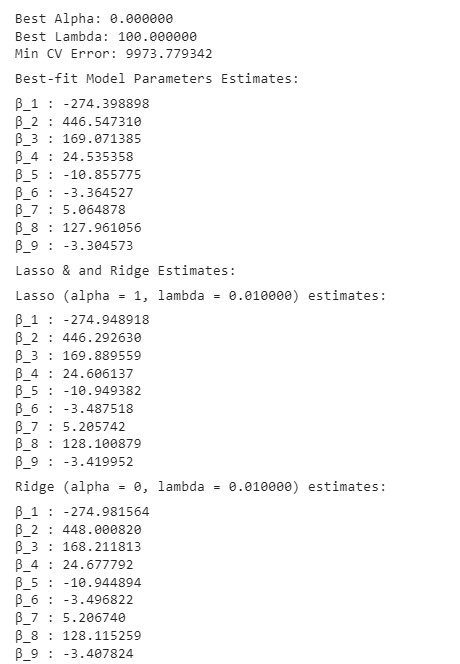 Best Alpha: 0.000000
Best Lambda: 100.000000
Min CV Error: 9973.779342
Best-fit Model Parameters Estimates:
β_1 : -274.398898
β_2 : 446.547310
β_3 : 169.071385
β_4 : 24.535358
β_5 : -10.855775
β_6 : -3.364527
β_7 : 5.064878
β_8 : 127.961056
β_9 : -3.304573
Lasso & and Ridge Estimates:
Lasso (alpha = 1, lambda = 0.010000) estimates:
β_1 : -274.948918
β_2 : 446.292630
β_3 : 169.889559
β_4 : 24.606137
β_5 : -10.949382
β_6 : -3.487518
β_7 : 5.205742
β_8 : 128.100879
β_9 : -3.419952
Ridge (alpha = 0, lambda = 0.010000) estimates:
β_1 : -274.981564
β_2 : 448.000820
β_3 : 168.211813
β_4 : 24.677792
β_5 : -10.944894
β_6 : -3.496822
β_7 : 5.206740
β_8 : 128.115259
β_9 : -3.407824